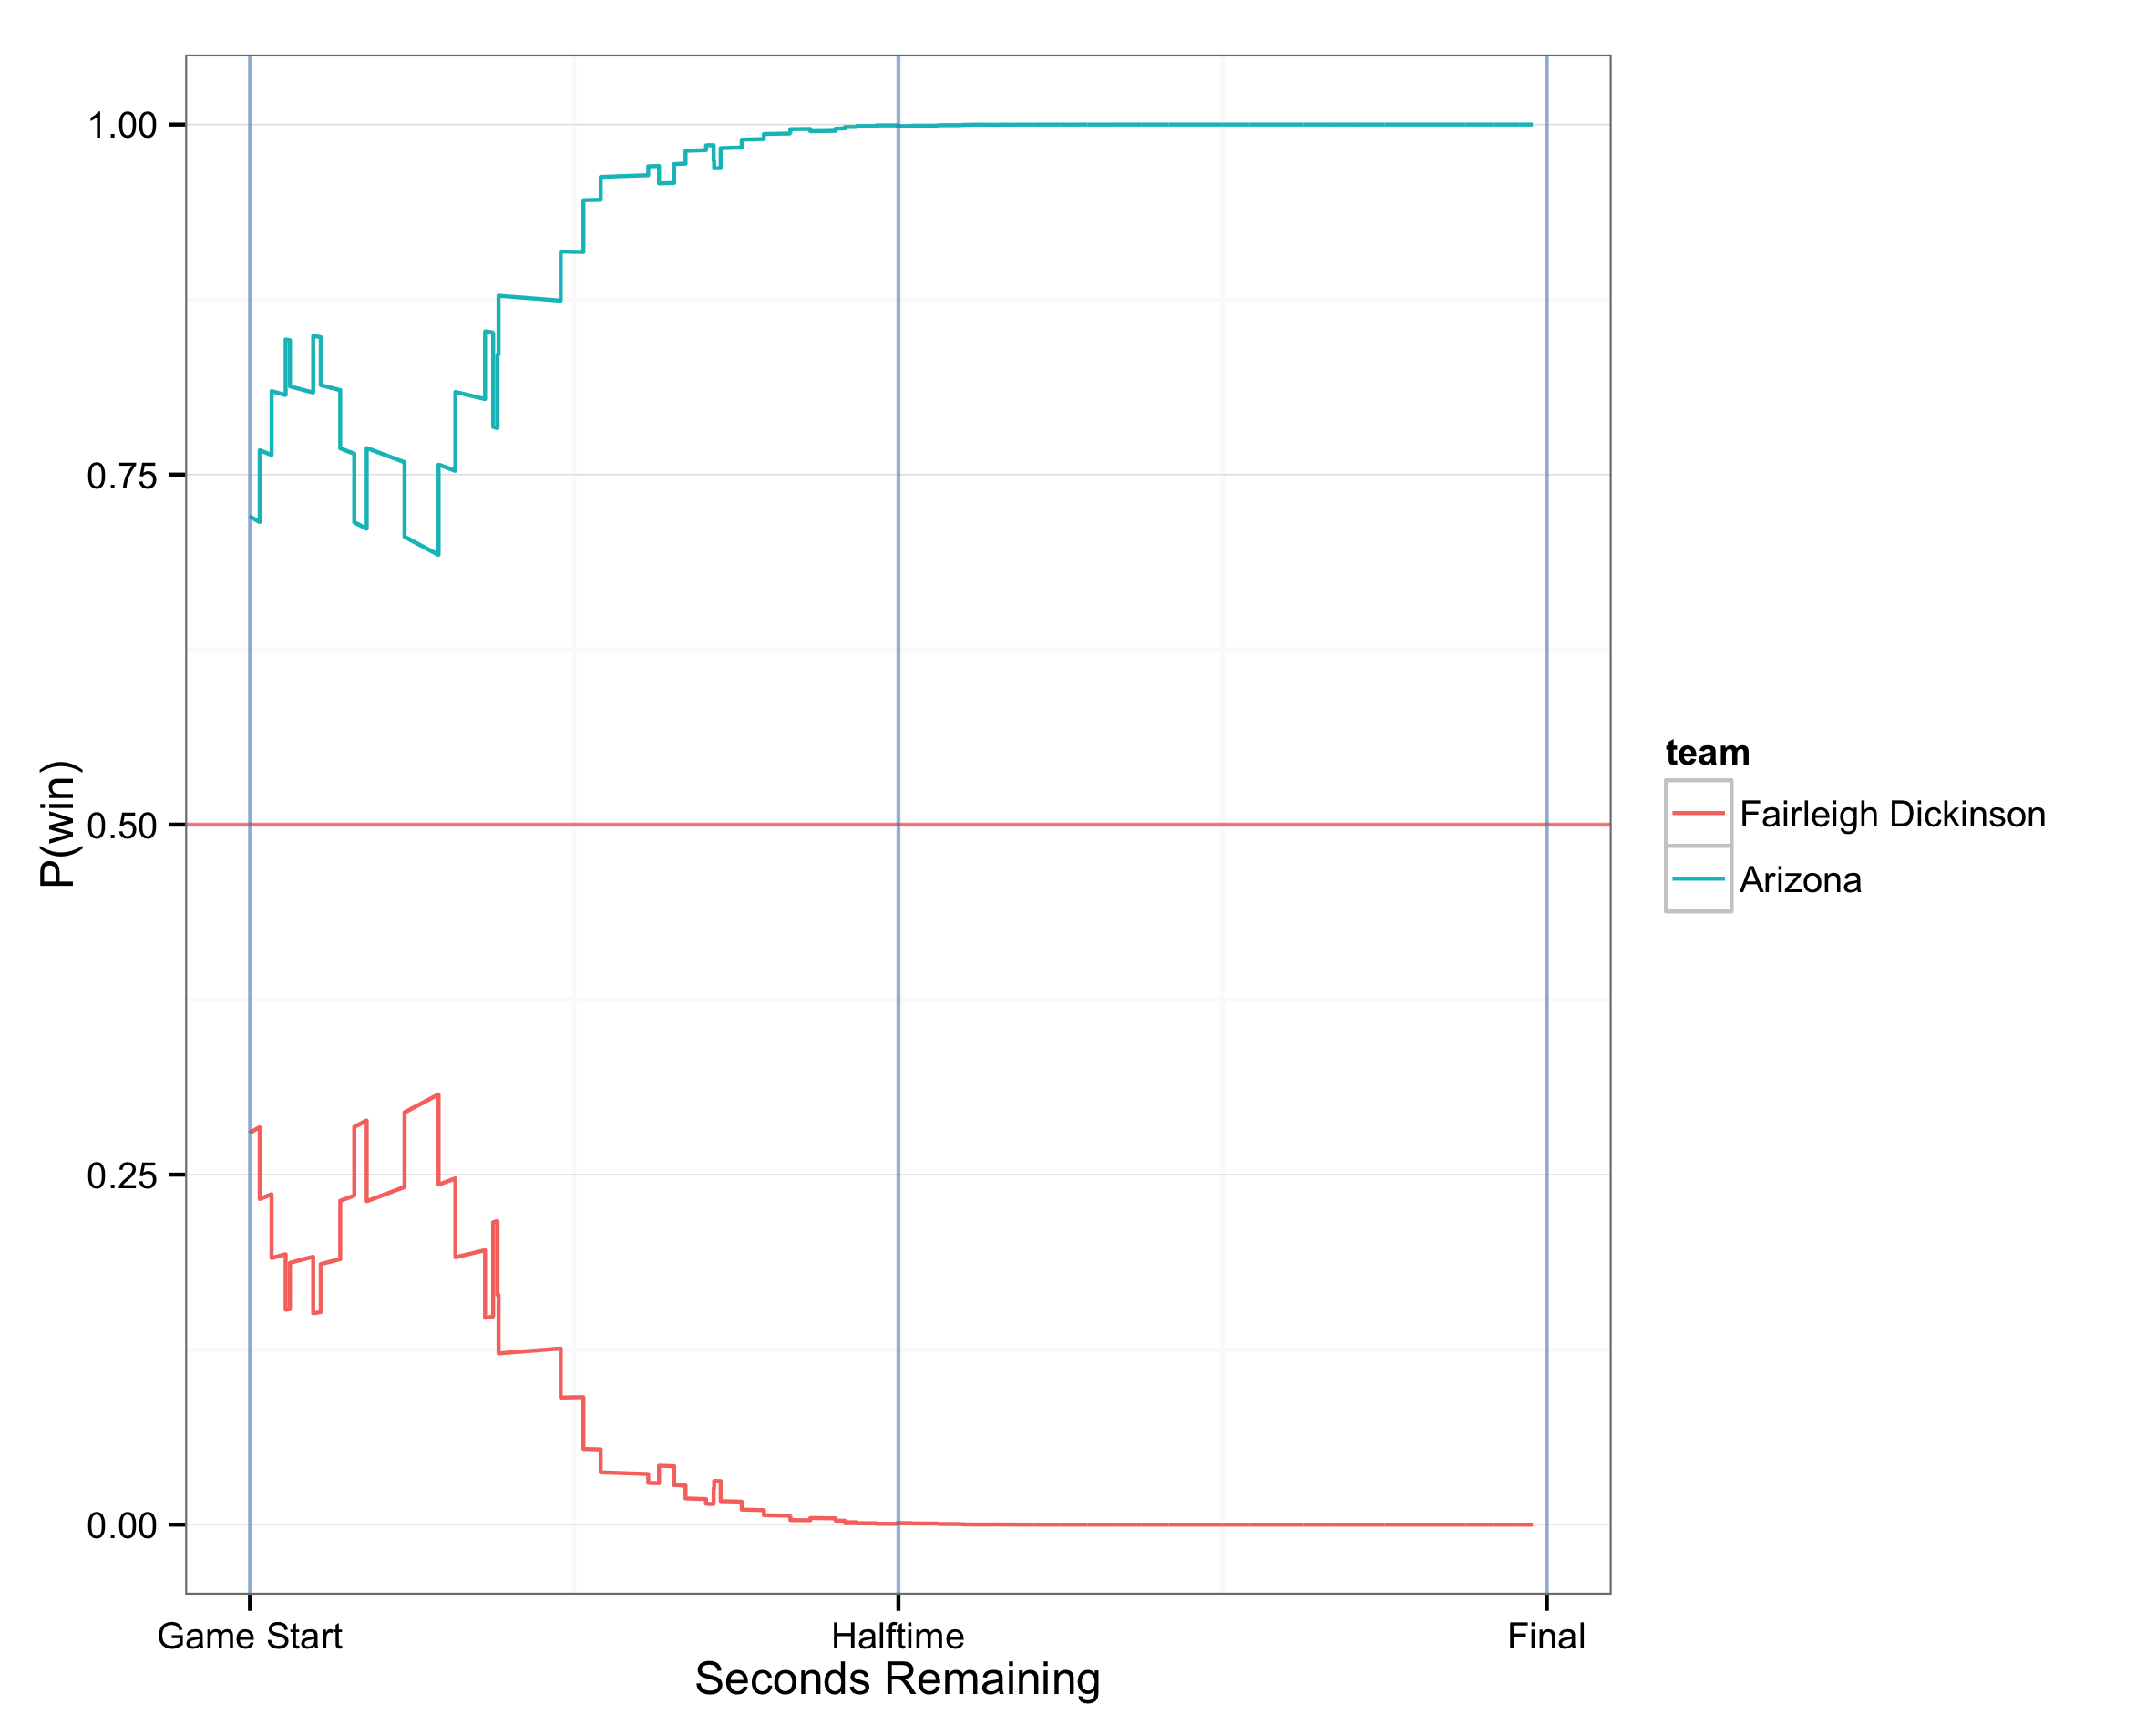 1.00
0.75
0.50
0.25
0.00
P(win)
Game Start
Halftime
Final
Seconds Remaining
team
Fairleigh Dickinson
Arizona